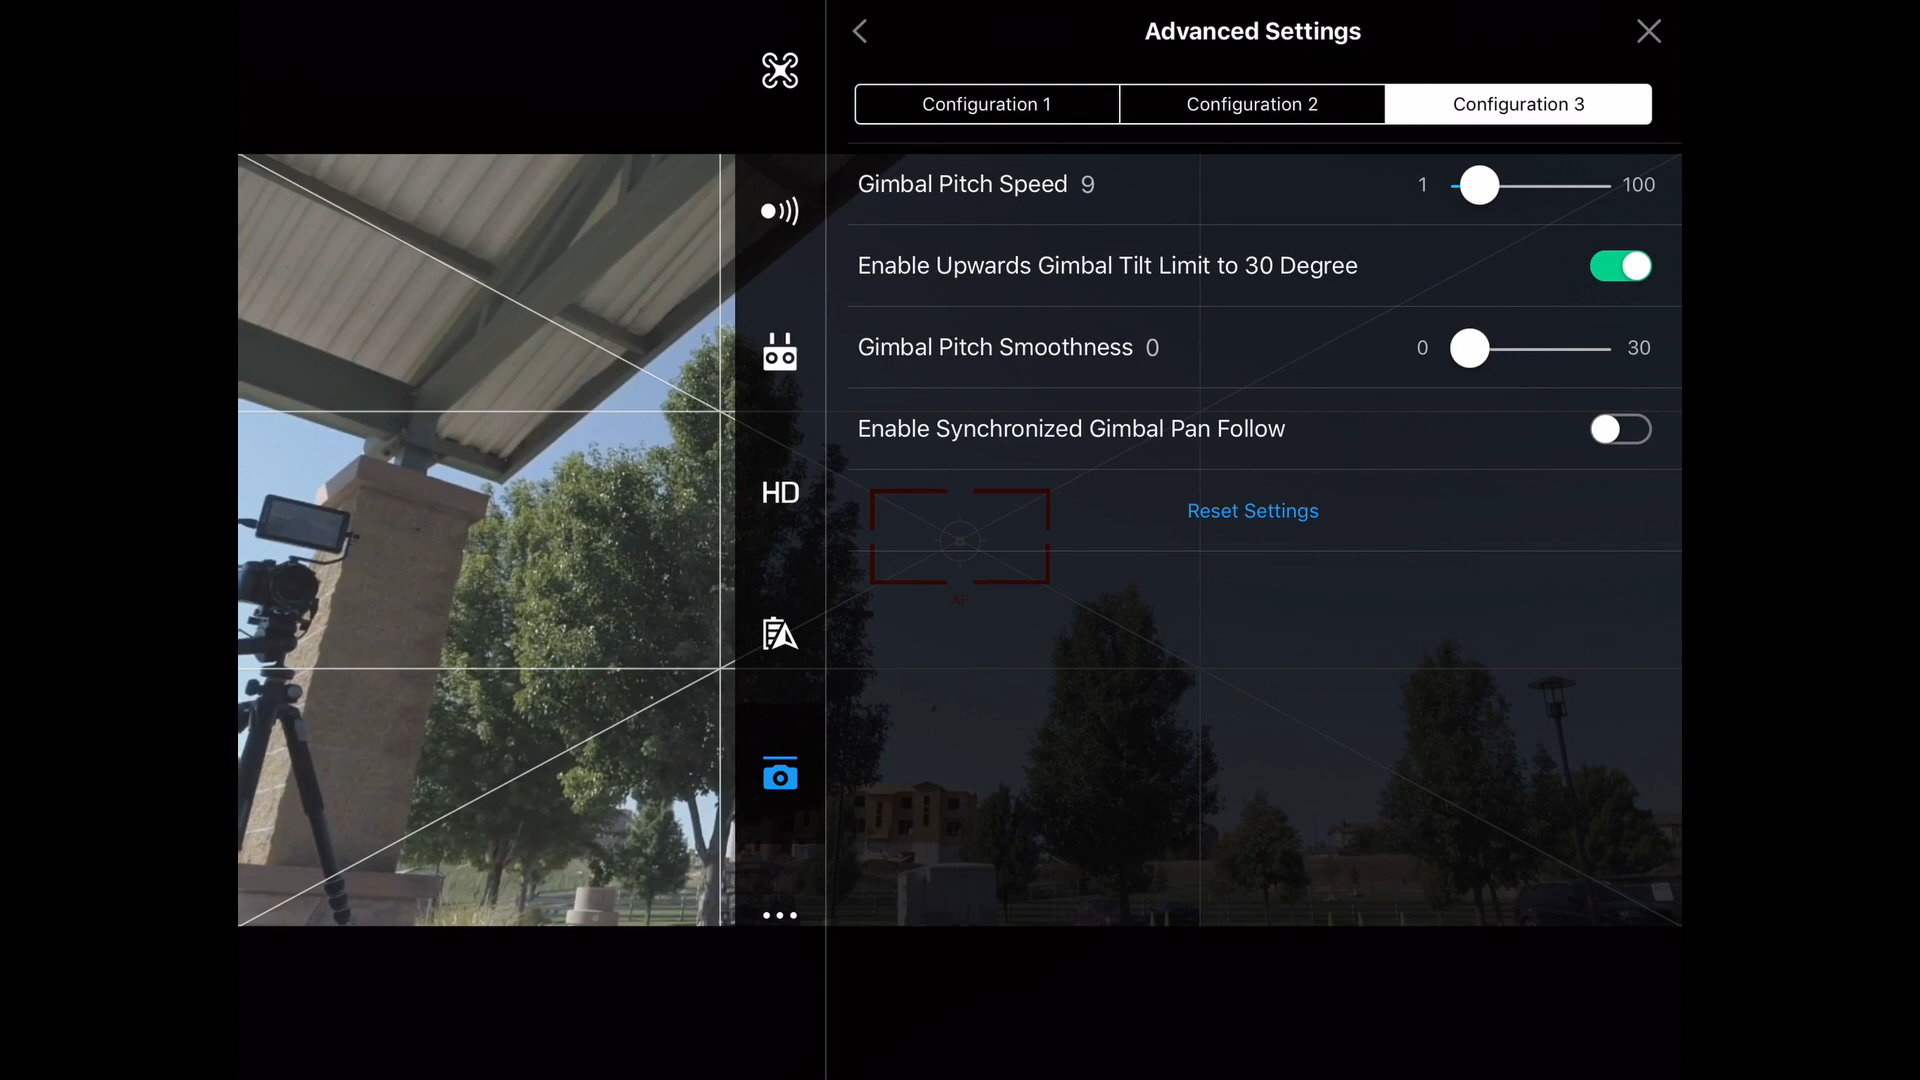 Advanced Settings
Configuration 1
Configuration 2
Configuration 3
Gimbal Pitch Speed 9
1
100
Enable Upwards Gimbal Tilt Limit to 30 Degree
Gimbal Pitch Smoothness 0
0
30
Enable Synchronized Gimbal Pan Follow
HD
Reset Settings
AF